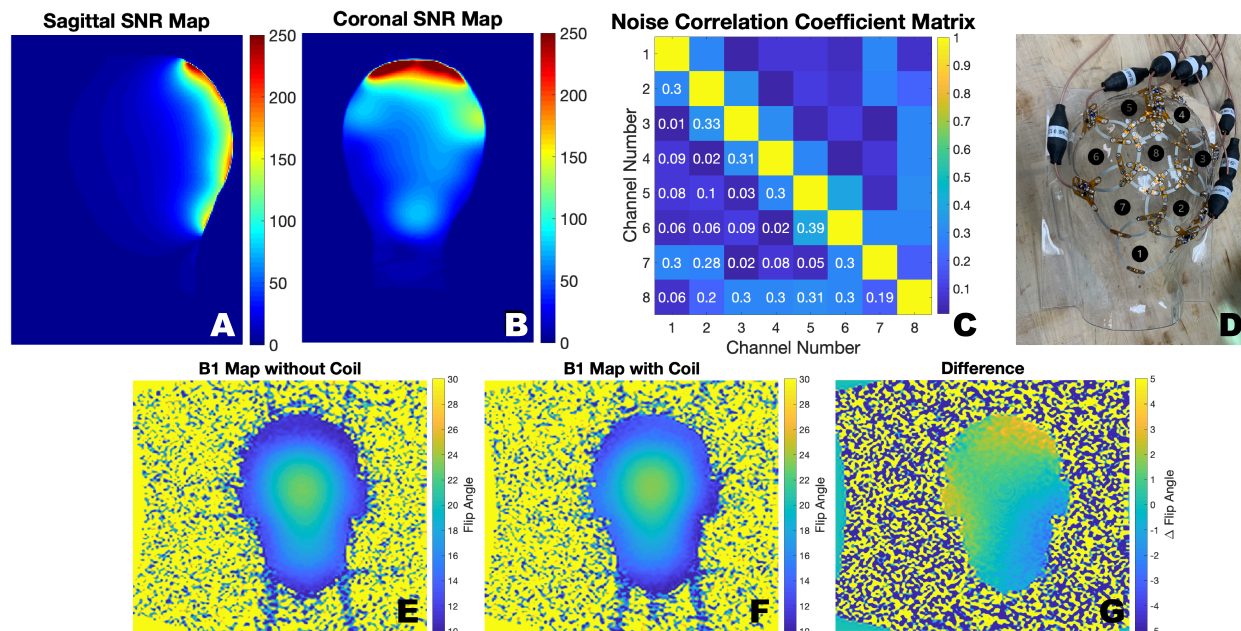 Sagittal SNR Map
250
200
150
100
50
0
A
Coronal SNR Map
250
200
150
100
50
0
B
Noise Correlation Coefficient Matrix
Channel Number
1
2 0.3
3 0.01 0.33
4 0.09 0.02 0.31
5 0.08 0.1 0.03 0.3
6 0.06 0.06 0.09 0.02 0.39
7 0.3 0.28 0.02 0.08 0.05 0.3
8 0.06 0.2 0.3 0.3 0.31 0.3 0.19
1 2 3 4 5 6 7 8
Channel Number
1
0.9
0.8
0.7
0.6
0.5
0.4
0.3
0.2
0.1
C
5
4
8
3
6
7
2
1
D
B1 Map without Coil
30
28
26
24
22
20
18
16
14
12
10
Flip Angle
E
B1 Map with Coil
30
28
26
24
22
20
18
16
14
12
10
Flip Angle
F
Difference
5
4
3
2
1
0
-1
-2
-3
-4
-5
△ Flip Angle
G